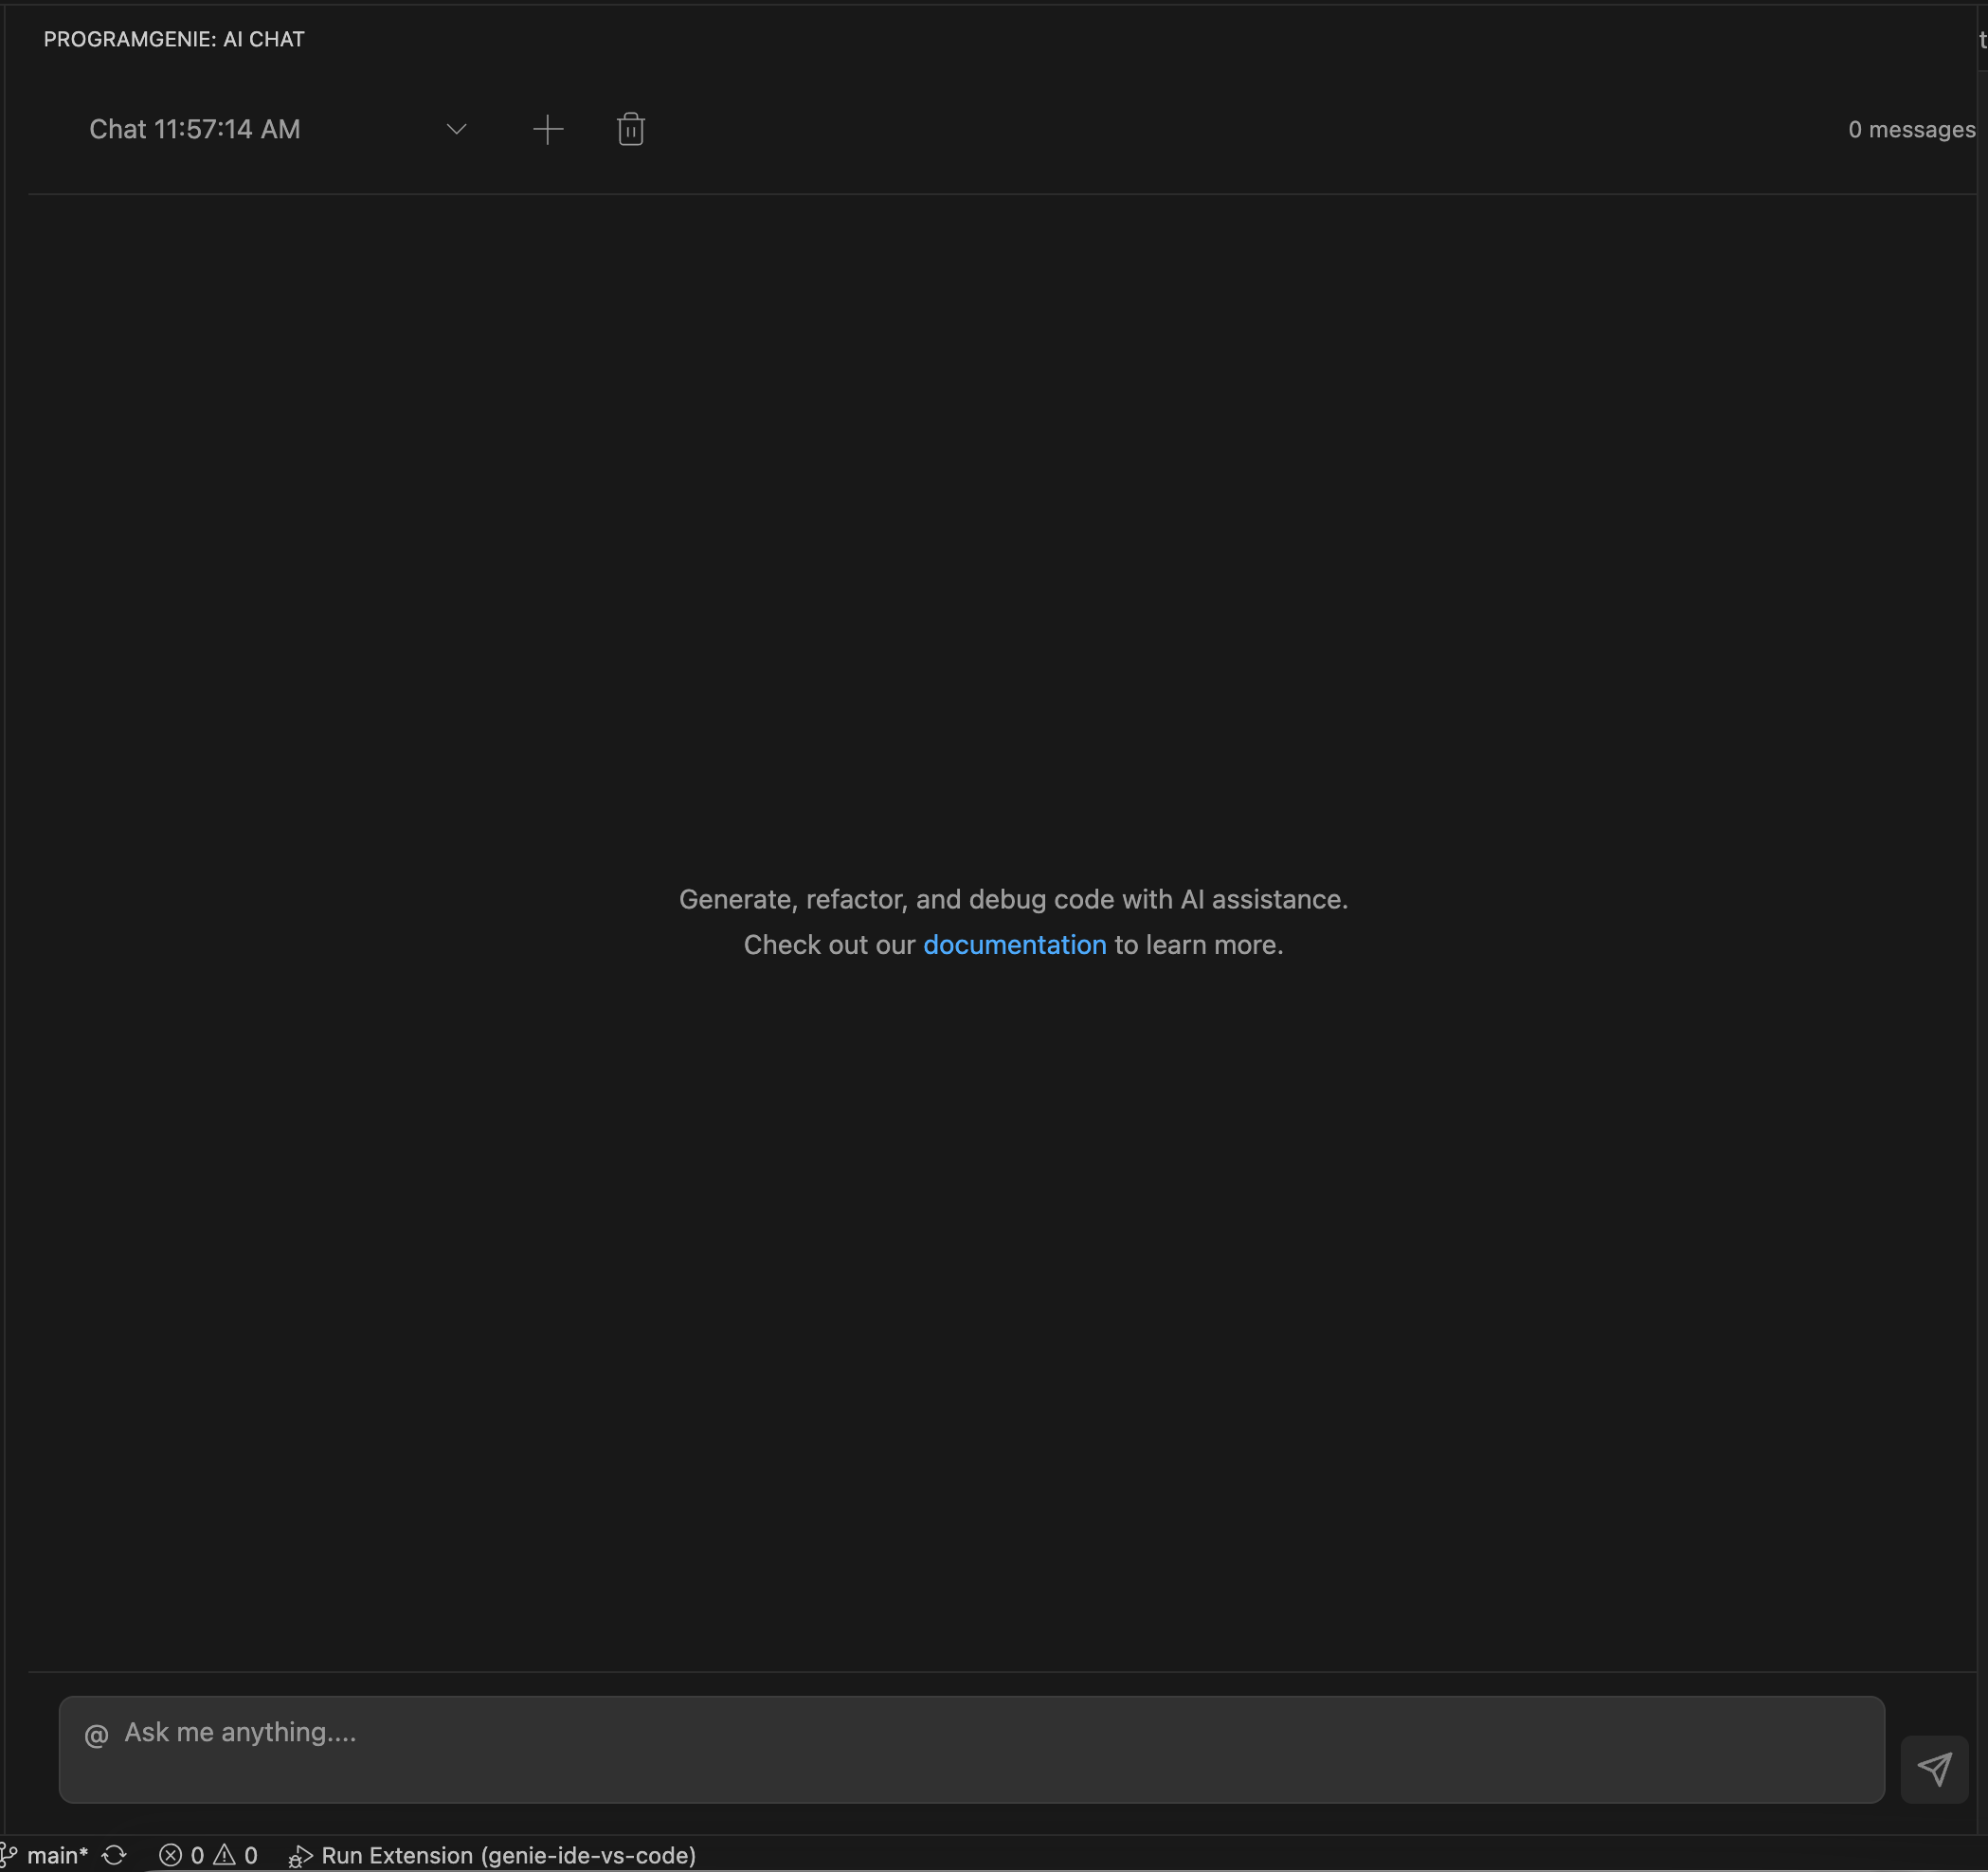 PROGRAMGENIE: AI CHAT
Chat 11:57:14 AM
0 messages
Generate, refactor, and debug code with AI assistance.
Check out our documentation to learn more.
@ Ask me anything....
main* 0 0 Run Extension (genie-ide-vs-code)